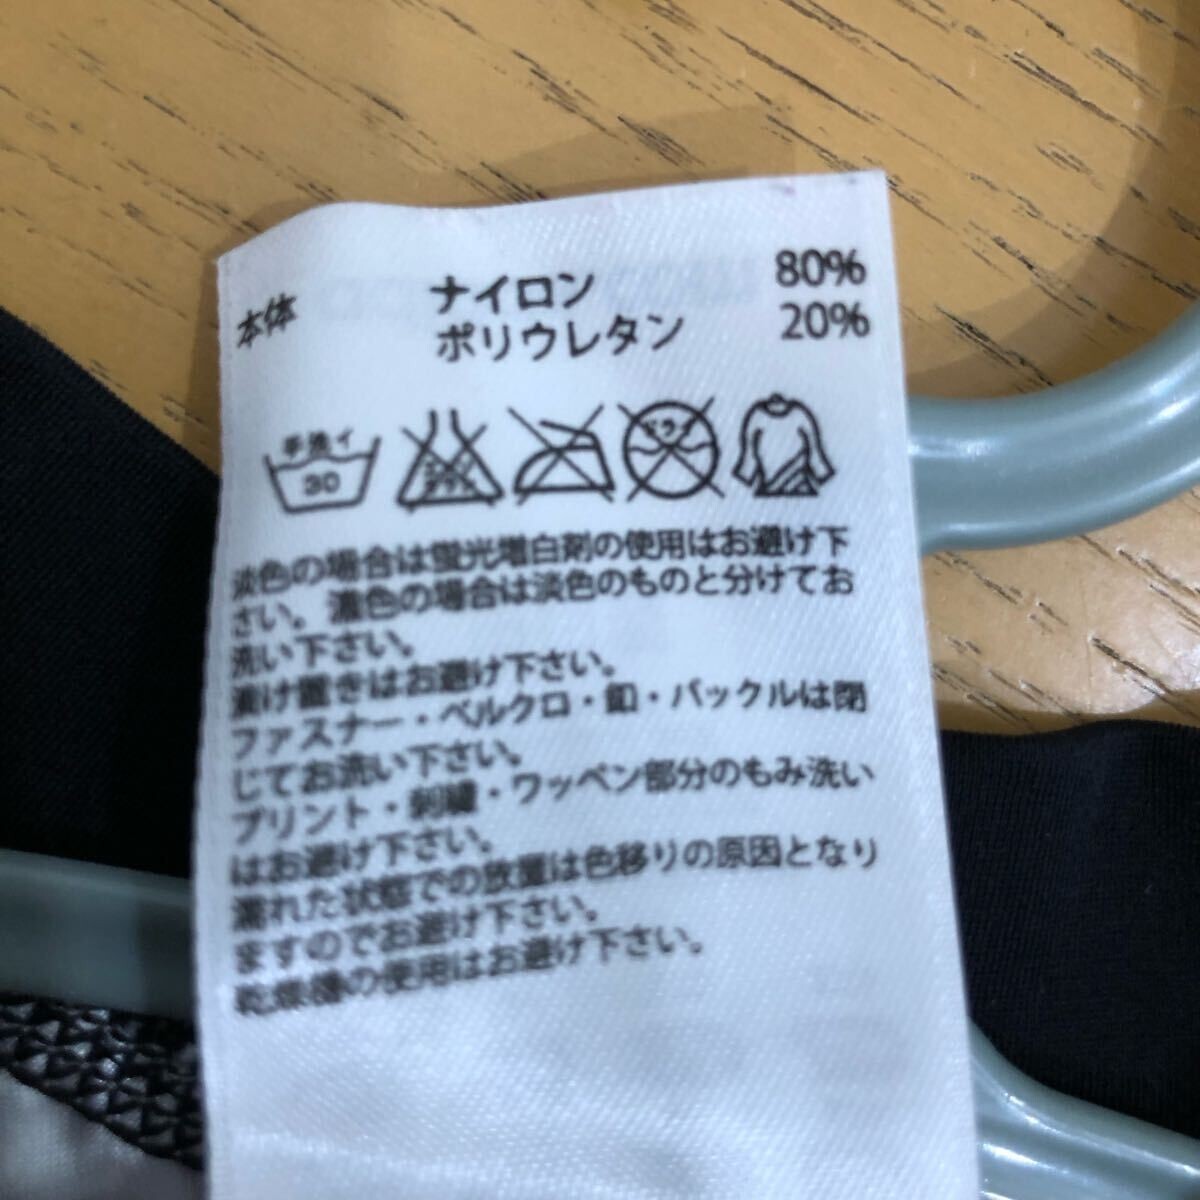 本体 ナイロン 80%
ポリウレタン 20%
手洗イ
30
ドライ
淡色の場合は蛍光増白剤の使用はお避け下
さい。濃色の場合は淡色のものと分けてお
洗い下さい。
漬け置きはお避け下さい。
ファスナー・ベルクロ・釦・バックルは閉
じてお洗い下さい。
プリント・刺繍・ワッペン部分のもみ洗い
はお避け下さい。
濡れた状態での放置は色移りの原因となり
ますのでお避け下さい。
乾燥機の使用はお避け下さい。